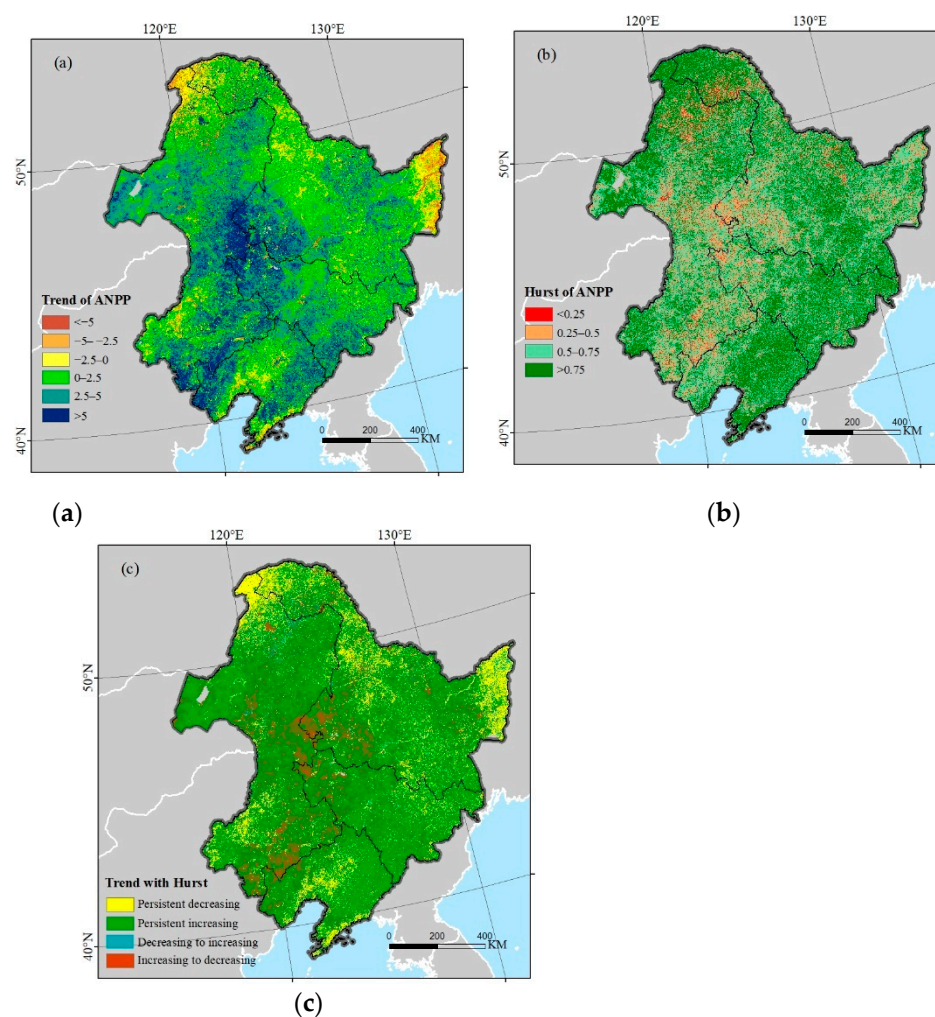 120°E
130°E
(a)
50°N
40°N
Trend of ANPP
<−5
−5– −2.5
−2.5–0
0–2.5
2.5–5
>5
0 200 400
KM
(a)
120°E
130°E
(b)
50°N
40°N
Hurst of ANPP
<0.25
0.25–0.5
0.5–0.75
>0.75
0 200 400
KM
(b)
120°E
130°E
(c)
50°N
40°N
Trend with Hurst
Persistent decreasing
Persistent increasing
Decreasing to increasing
Increasing to decreasing
0 200 400
KM
(c)